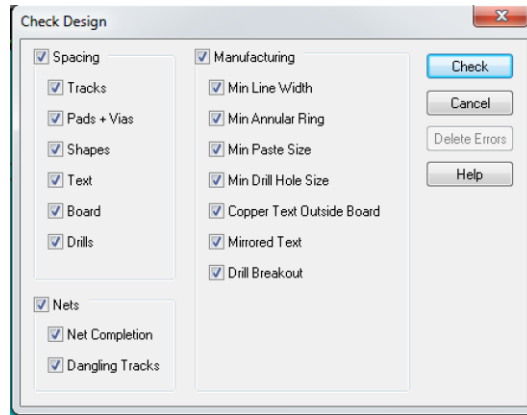 Check Design
Spacing
Tracks
Pads + Vias
Shapes
Text
Board
Drills
Nets
Net Completion
Dangling Tracks
Manufacturing
Min Line Width
Min Annular Ring
Min Paste Size
Min Drill Hole Size
Copper Text Outside Board
Mirrored Text
Drill Breakout
Check
Cancel
Delete Errors
Help